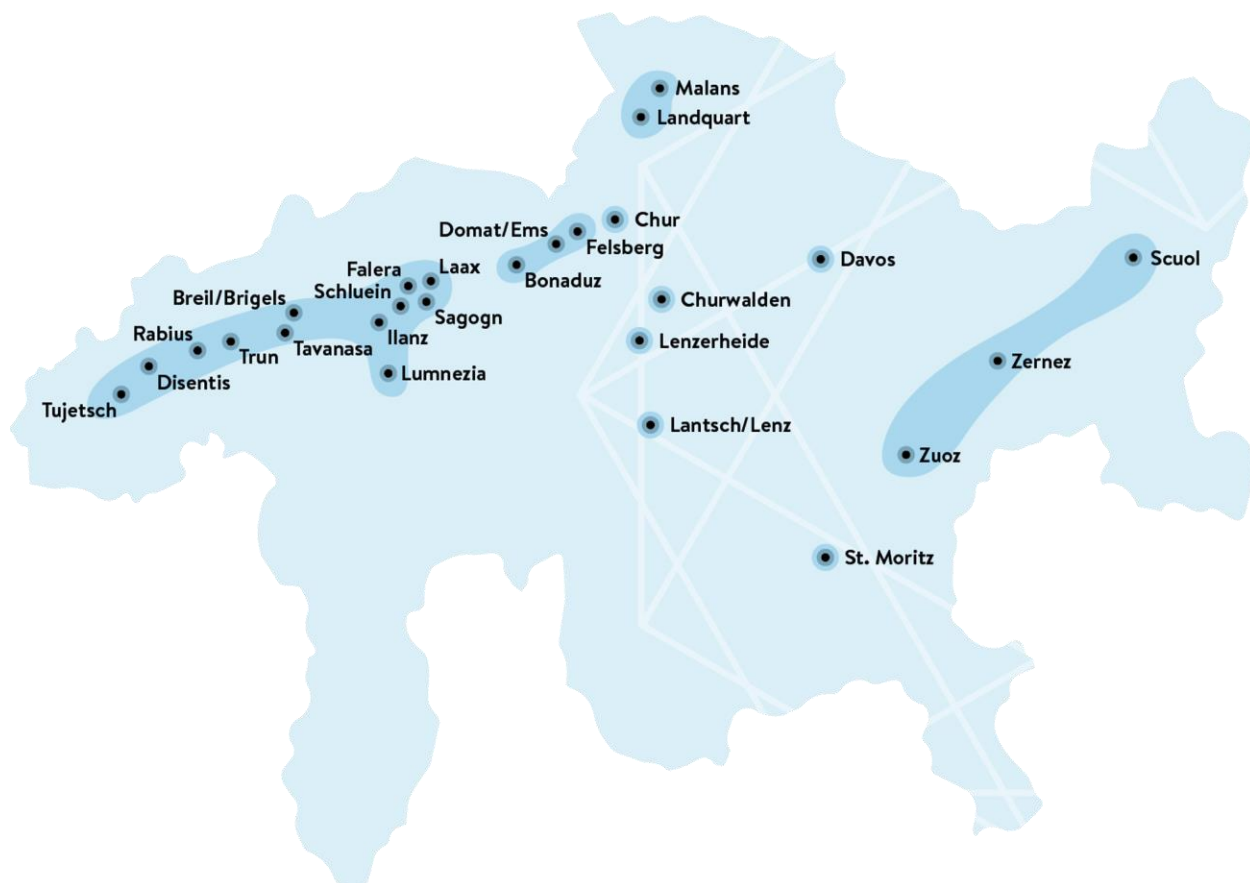 Malans
Landquart
Chur
Domat/Ems
Felsberg
Bonaduz
Davos
Scuol
Falera
Laax
Schluein
Breil/Brigels
Sagogn
Churwalden
Rabius
Ilanz
Trun
Tavanasa
Lenzerheide
Zernez
Disentis
Lumnezia
Tujetsch
Lantsch/Lenz
Zuoz
St. Moritz